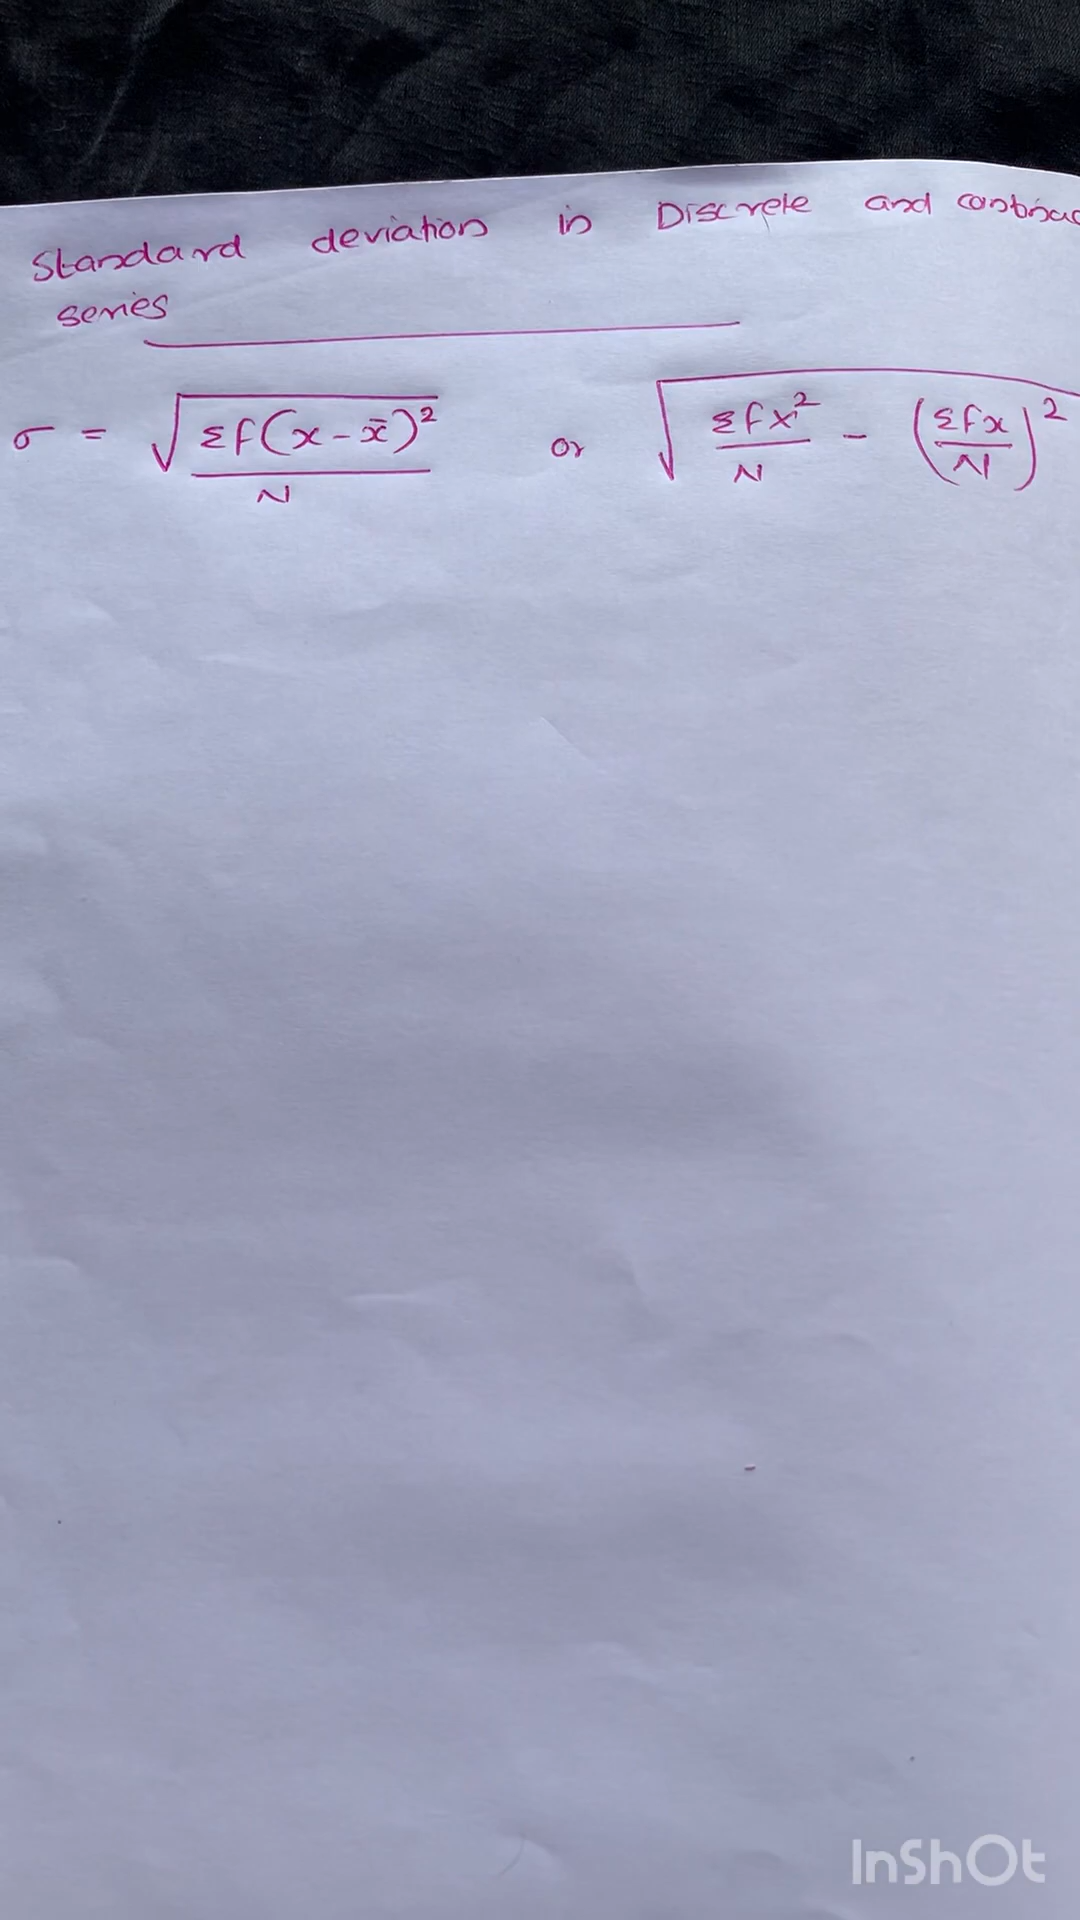 Standard deviation in Discrete and
series
σ = √Σf(x-x̄)²/N or √Σfx²/N - (Σfx/N)²
InShOt